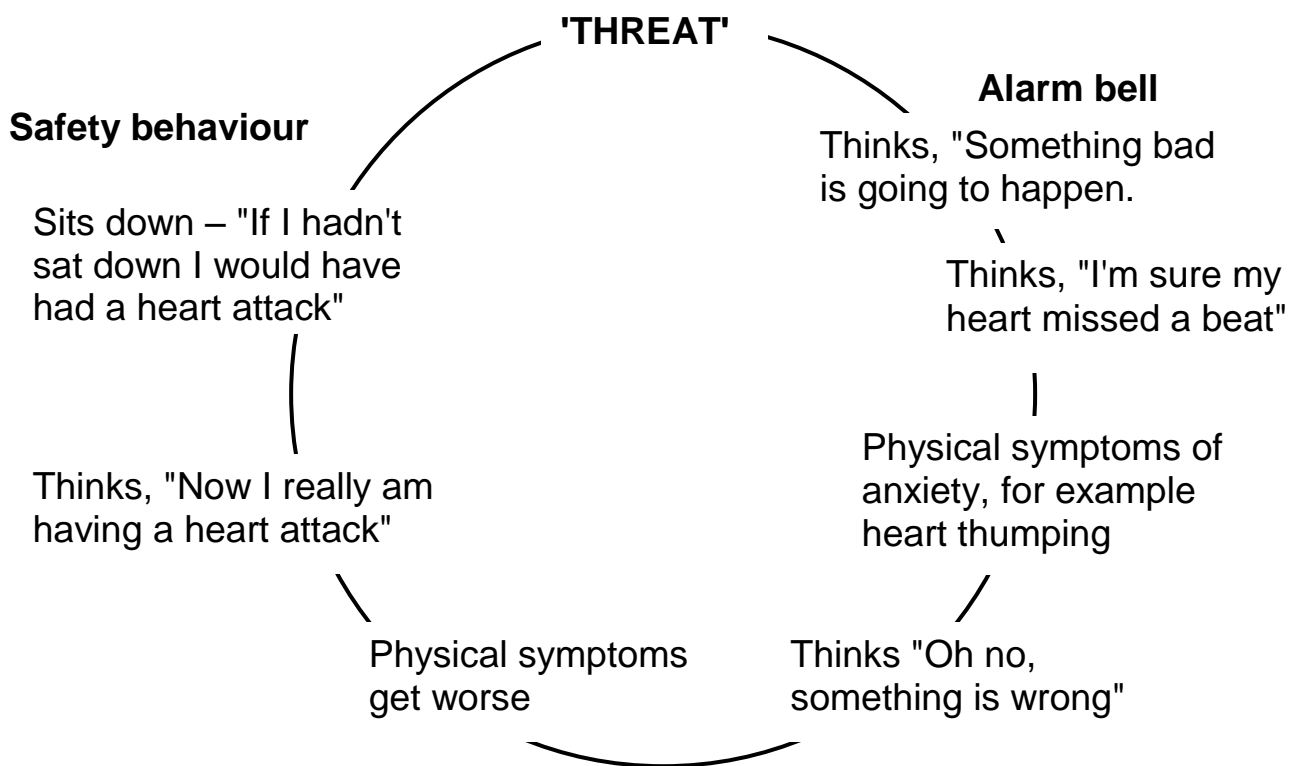 'THREAT'
Alarm bell
Thinks, "Something bad
is going to happen.
Thinks, "I'm sure my
heart missed a beat"
Physical symptoms of
anxiety, for example
heart thumping
Thinks "Oh no,
something is wrong"
Physical symptoms
get worse
Thinks, "Now I really am
having a heart attack"
Safety behaviour
Sits down – "If I hadn't
sat down I would have
had a heart attack"